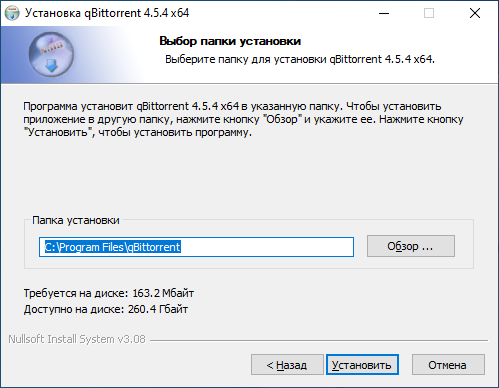 Установка qBittorrent 4.5.4 x64
Выбор папки установки
Выберите папку для установки qBittorrent 4.5.4 x64.
Программа установит qBittorrent 4.5.4 x64 в указанную папку. Чтобы установить
приложение в другую папку, нажмите кнопку "Обзор" и укажите ее. Нажмите кнопку
"Установить", чтобы установить программу.
Папка установки
C:\Program Files\qBittorrent
Обзор ...
Требуется на диске: 163.2 Мбайт
Доступно на диске: 260.4 Гбайт
Nullsoft Install System v3.08
< Назад
Установить
Отмена